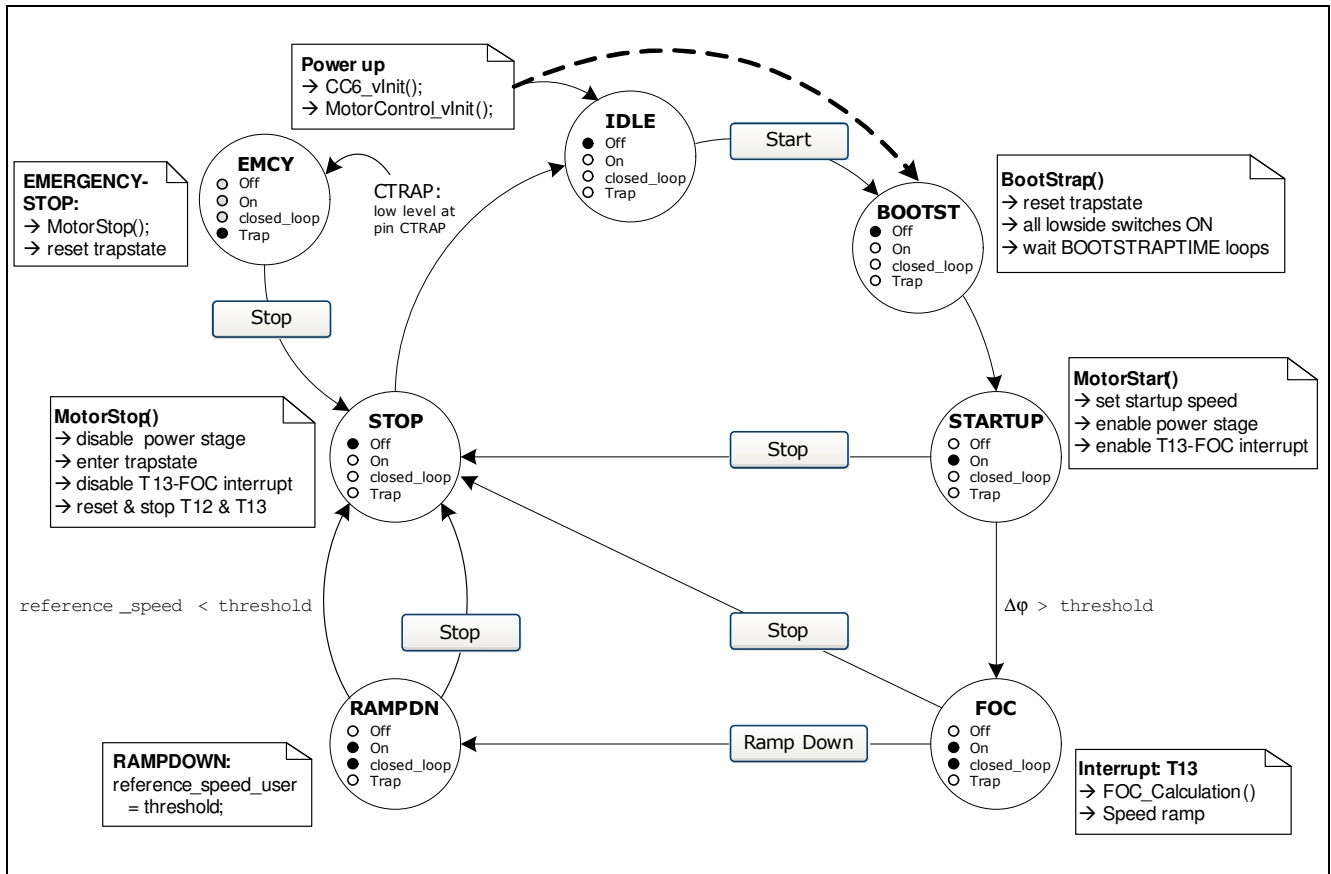 Power up
→ CC6_vInit();
→ MotorControl_vInit();
IDLE
Off
On
closed_loop
Trap
Start
EMCY
Off
On
closed_loop
Trap
CTRAP:
low level at
pin CTRAP
EMERGENCY-
STOP:
→ MotorStop();
→ reset trapstate
BOOTST
Off
On
closed_loop
Trap
BootStrap()
→ reset trapstate
→ all lowside switches ON
→ wait BOOTSTRAPTIME loops
Stop
MotorStop()
→ disable power stage
→ enter trapstate
→ disable T13-FOC interrupt
→ reset & stop T12 & T13
STOP
Off
On
closed_loop
Trap
Stop
STARTUP
Off
On
closed_loop
Trap
MotorStart()
→ set startup speed
→ enable power stage
→ enable T13-FOC interrupt
reference_speed < threshold
Stop
Stop
Δφ > threshold
RAMPDN
Off
On
closed_loop
Trap
Ramp Down
FOC
Off
On
closed_loop
Trap
RAMPDOWN:
reference_speed_user
= threshold;
Interrupt: T13
→ FOC_Calculation()
→ Speed ramp